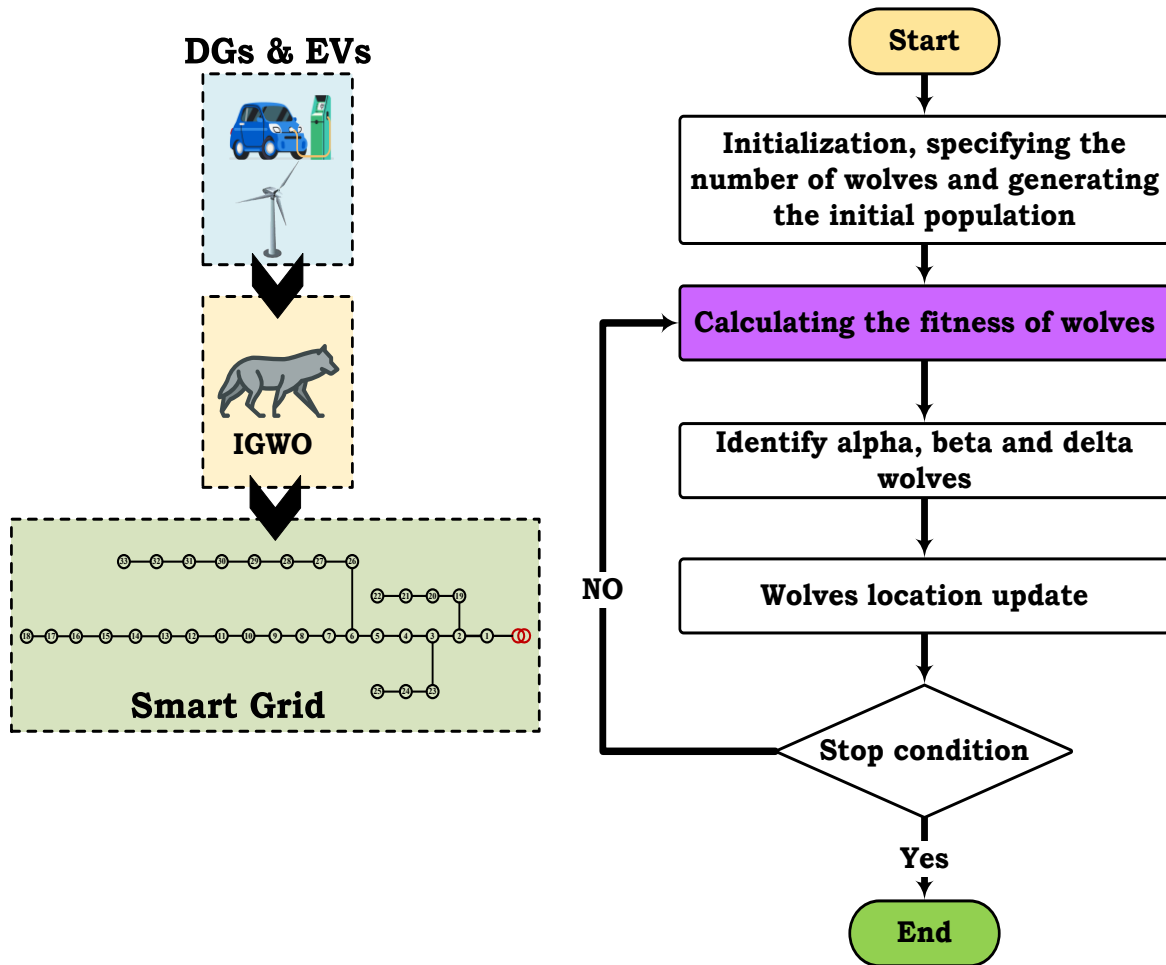 DGs & EVs
IGWO
33 32 31 30 29 28 27 26
22 21 20 19
18 17 16 15 14 13 12 11 10 9 8 7 6 5 4 3 2 1
25 24 23
Smart Grid
Start
Initialization, specifying the
number of wolves and generating
the initial population
Calculating the fitness of wolves
Identify alpha, beta and delta
wolves
Wolves location update
NO
Stop condition
Yes
End